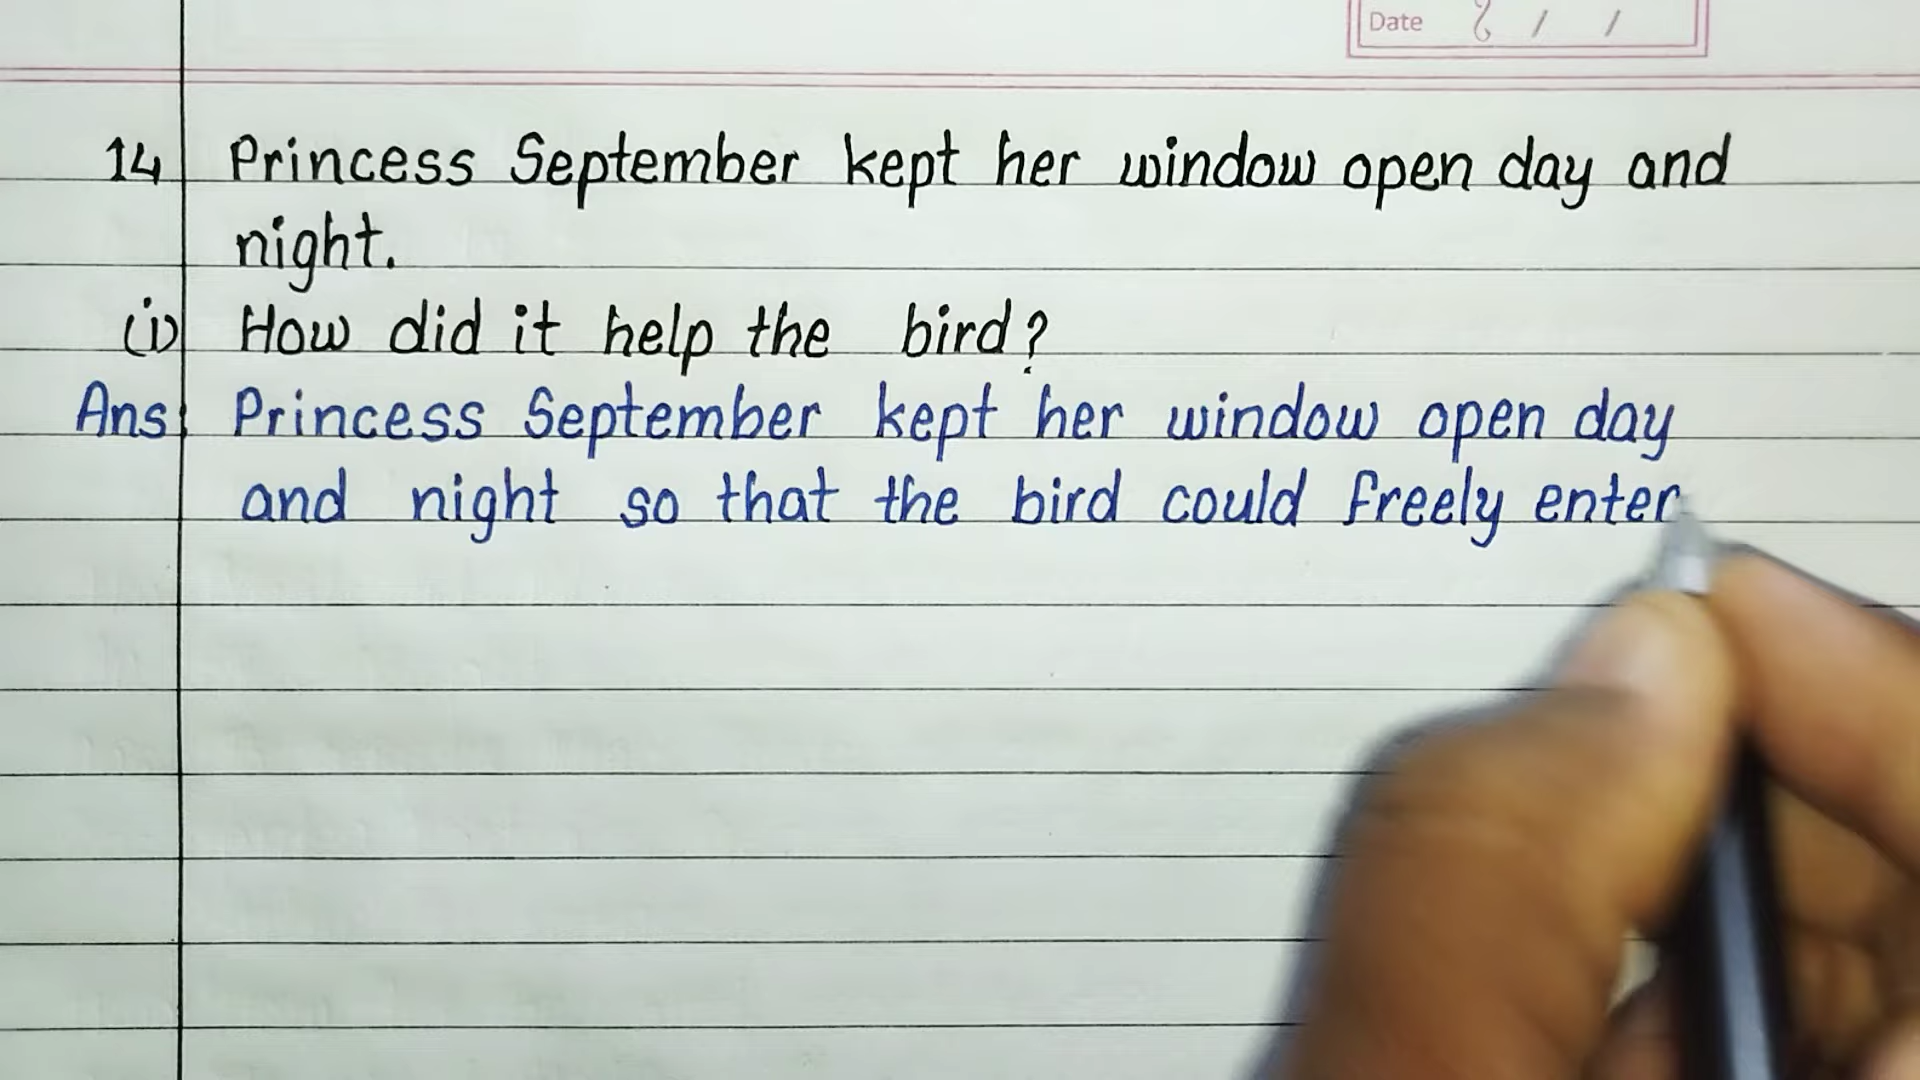 Date 8 / /
14 Princess September kept her window open day and
night.
(i) How did it help the bird?
Ans Princess September kept her window open day
and night so that the bird could freely enter